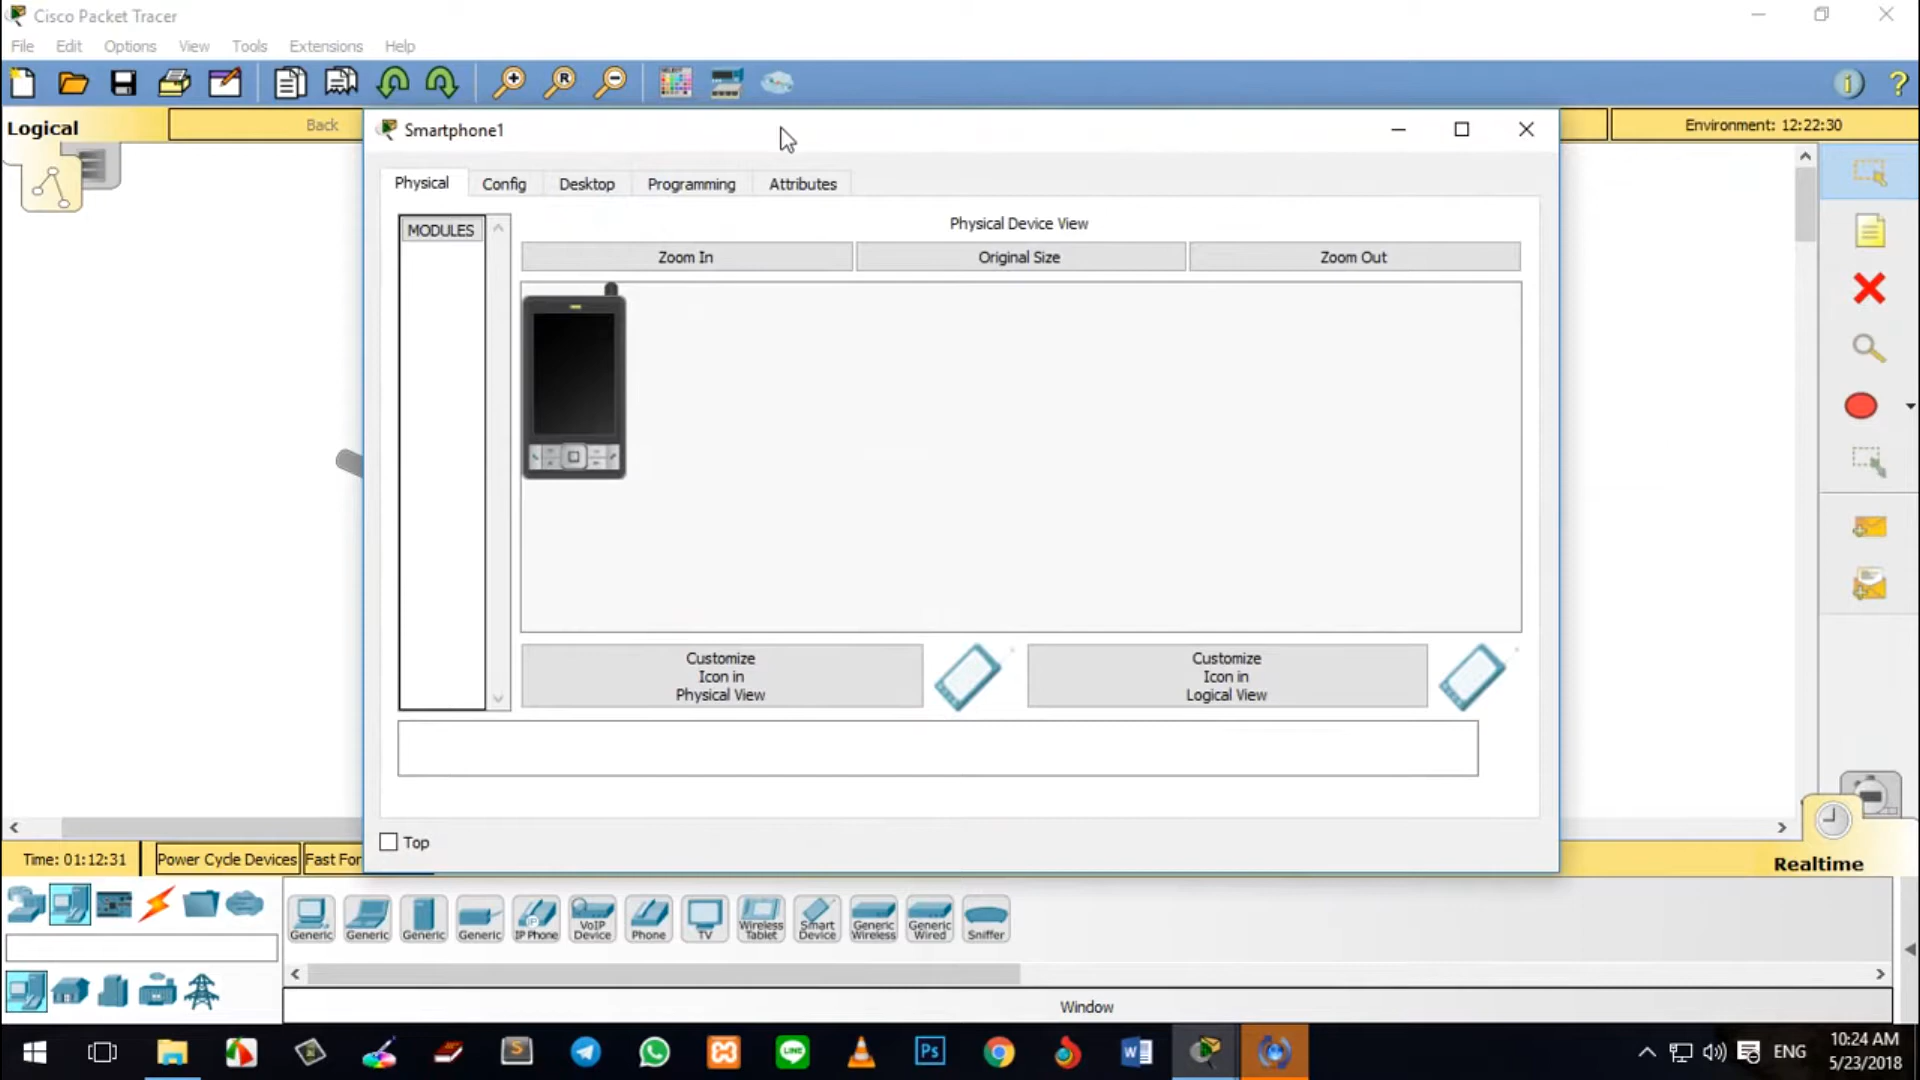 Cisco Packet Tracer
File Edit Options View Tools Extensions Help
SELECT
R
i ?
Logical
Back
Environment: 12:22:30
Smartphone1
Physical Config Desktop Programming Attributes
MODULES
Physical Device View
Zoom In Original Size Zoom Out
Customize
Icon in
Physical View
Customize
Icon in
Logical View
Top
Time: 01:12:31 Power Cycle Devices Fast For
Realtime
Generic
Generic
Generic
Generic
IP Phone
VoIP
Device
Phone
TV
Wireless
Tablet
Smart
Device
Generic
Wireless
Generic
Wired
Sniffer
Window
S
LINE
Ps
W
ENG
10:24 AM
5/23/2018